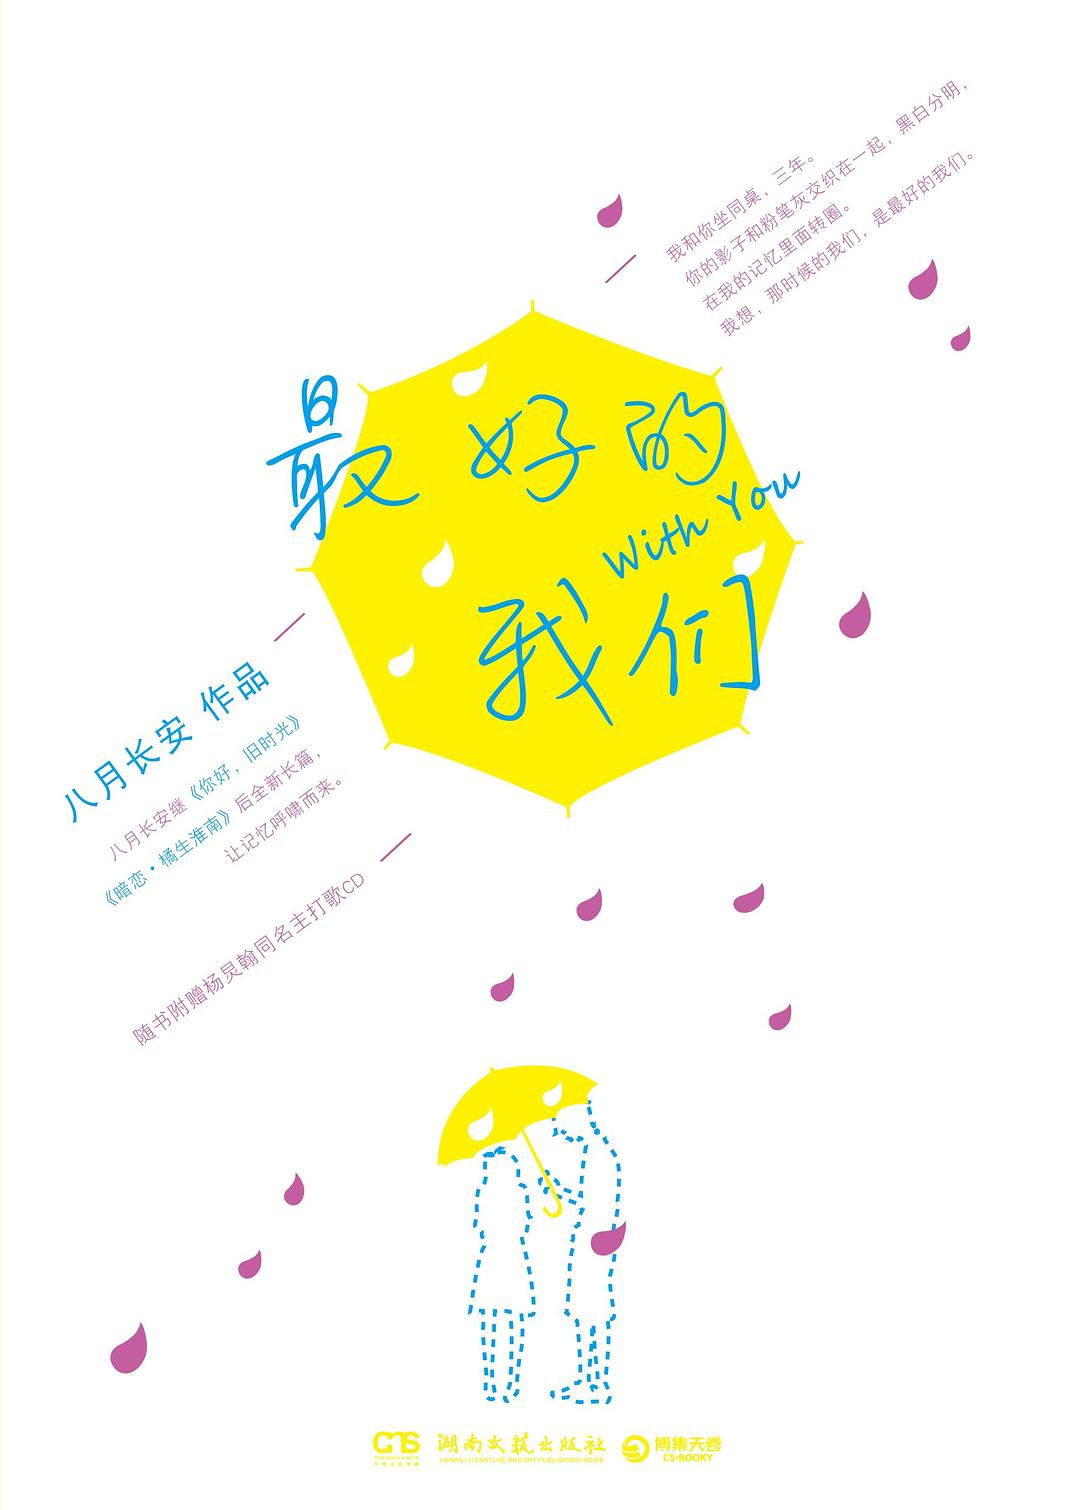 我和你坐同桌，三年。
你的影子和粉笔灰交织在一起，黑白分明，
在我的记忆里面转圈。
我想，那时候的我们，是最好的我们。
最好的
With You
我们
八月长安 作品
八月长安继《你好，旧时光》
《暗恋·橘生淮南》后全新长篇，
让记忆呼啸而来。
随书附赠杨炅翰同名主打歌CD
湖南文艺出版社
HUNAN LITERATURE AND ART PUBLISHING HOUSE
博集天卷
CS-BOOKY